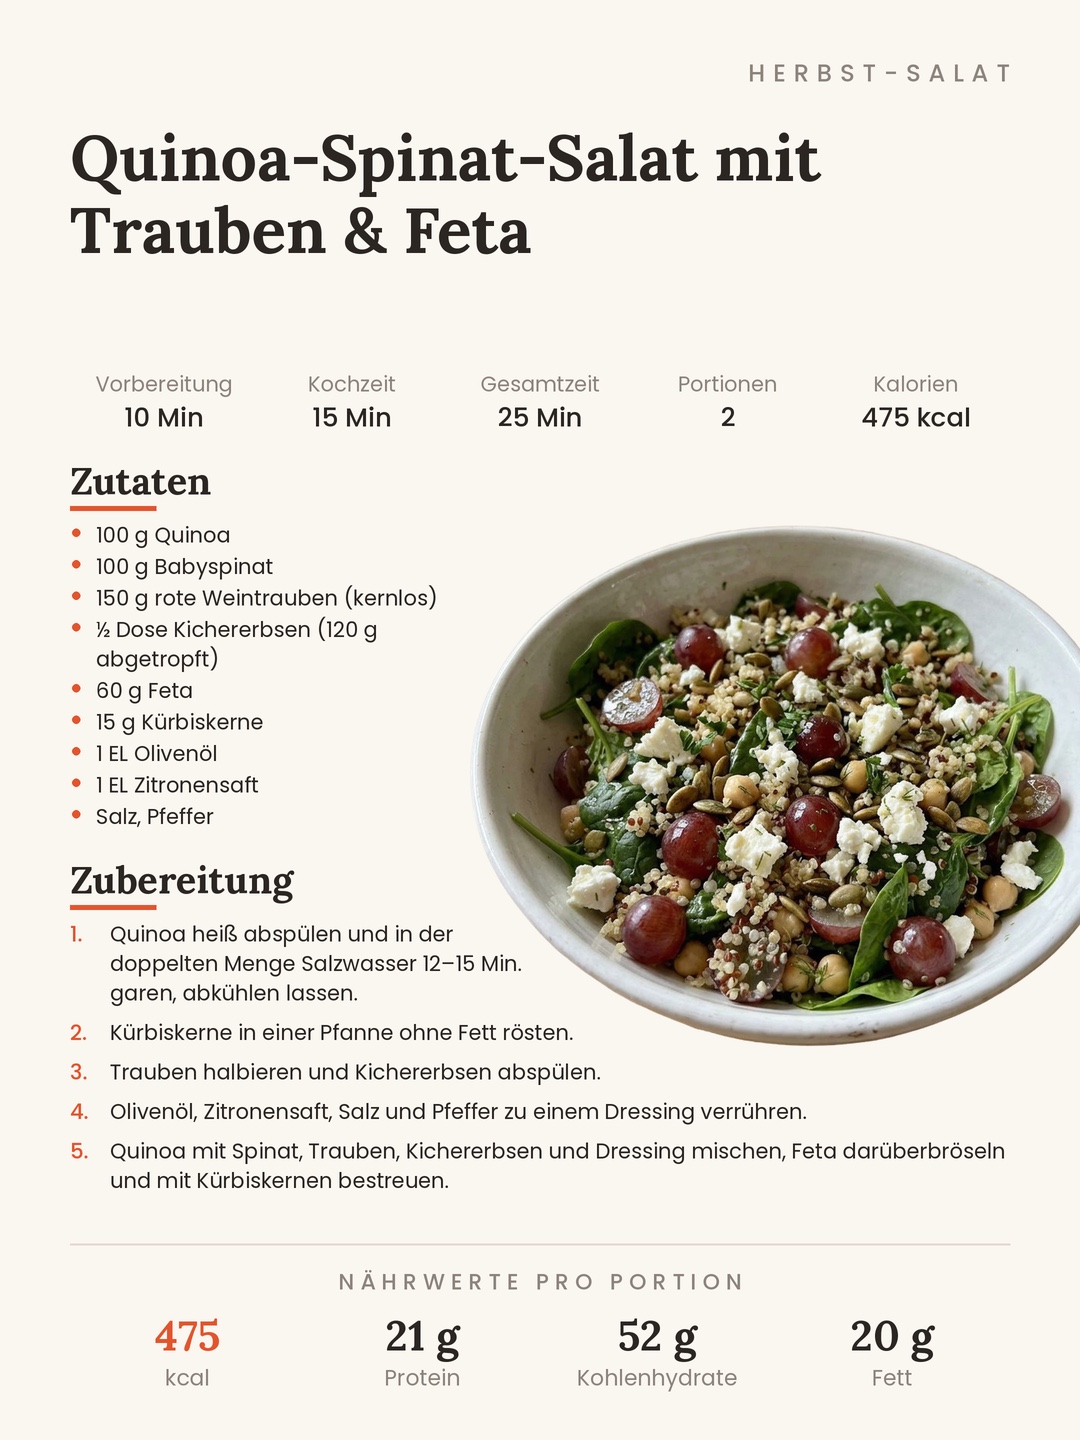 HERBST-SALAT
Quinoa-Spinat-Salat mit
Trauben & Feta
Vorbereitung Kochzeit Gesamtzeit Portionen Kalorien
10 Min 15 Min 25 Min 2 475 kcal
Zutaten
• 100 g Quinoa
• 100 g Babyspinat
• 150 g rote Weintrauben (kernlos)
• ½ Dose Kichererbsen (120 g
abgetropft)
• 60 g Feta
• 15 g Kürbiskerne
• 1 EL Olivenöl
• 1 EL Zitronensaft
• Salz, Pfeffer
Zubereitung
1. Quinoa heiß abspülen und in der
doppelten Menge Salzwasser 12–15 Min.
garen, abkühlen lassen.
2. Kürbiskerne in einer Pfanne ohne Fett rösten.
3. Trauben halbieren und Kichererbsen abspülen.
4. Olivenöl, Zitronensaft, Salz und Pfeffer zu einem Dressing verrühren.
5. Quinoa mit Spinat, Trauben, Kichererbsen und Dressing mischen, Feta darüberbröseln
und mit Kürbiskernen bestreuen.
NÄHRWERTE PRO PORTION
475 21 g 52 g 20 g
kcal Protein Kohlenhydrate Fett